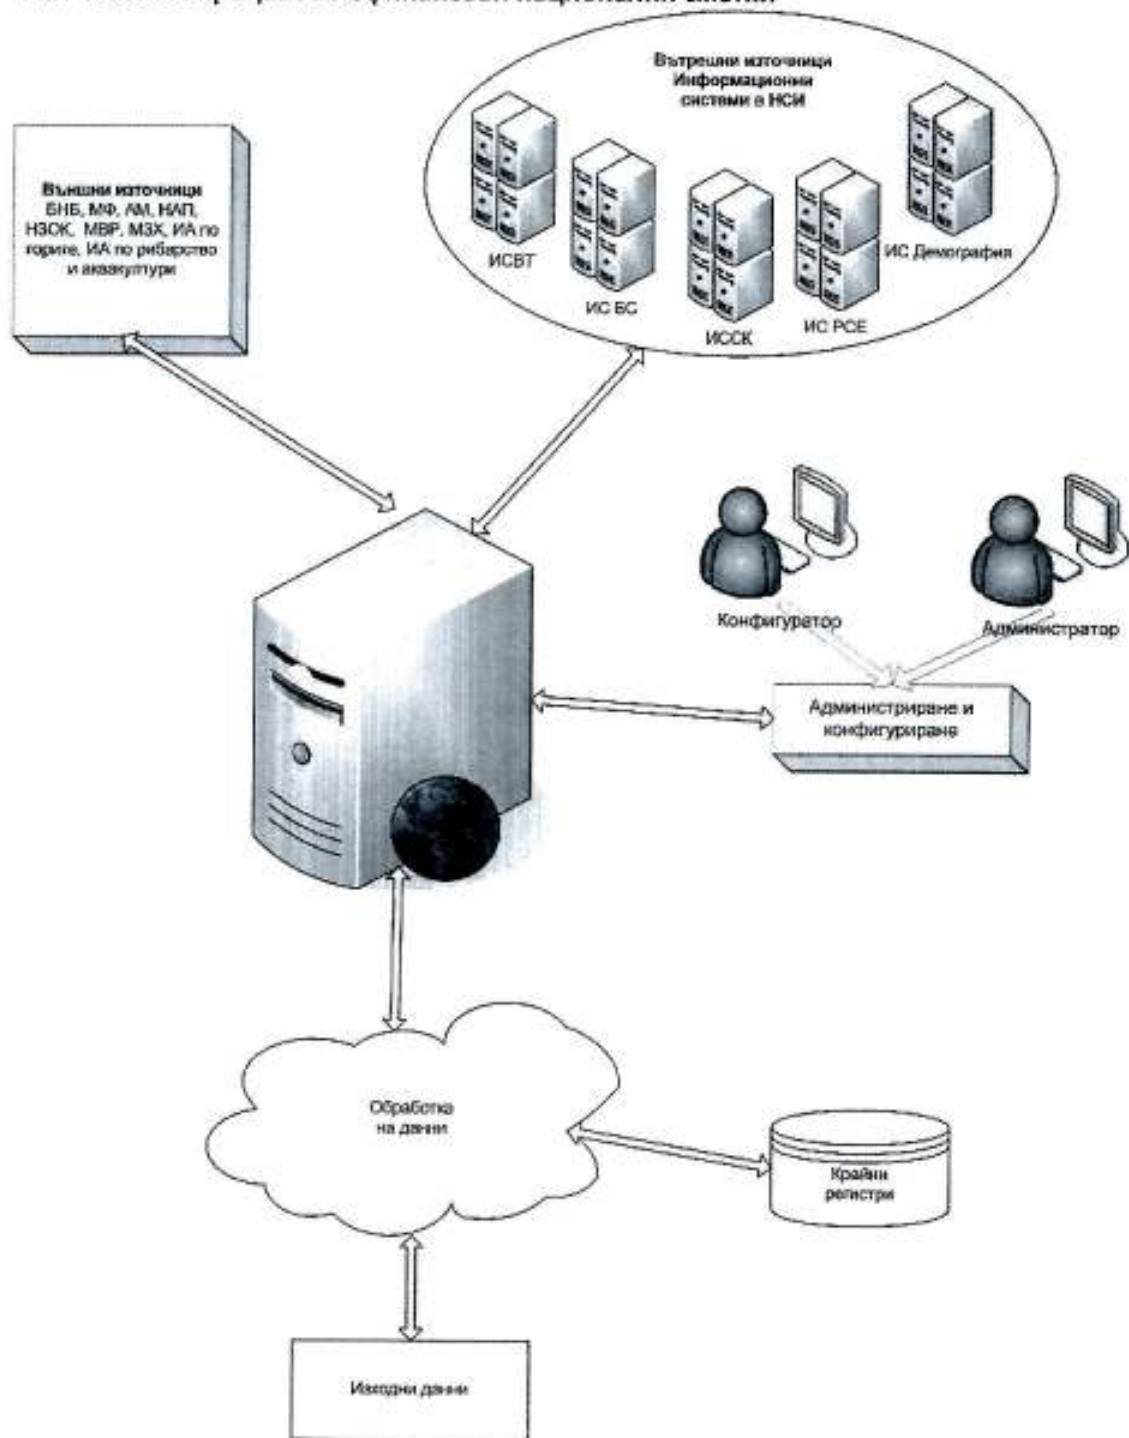 национални сметки
Вътрешни източници
Информационни
системи в НСИ
Външни източници
БНБ, МФ, АМ, НАП,
НЗОК, МВР, МЗХ, ИА по
горите, ИА по рибарство
и аквакултури
ИСВТ
ИС БС
ИССК
ИС РСЕ
ИС Демография
Конфигуратор
Администратор
Администриране и
конфигуриране
Обработка
на данни
Крайни
регистри
Изходни данни